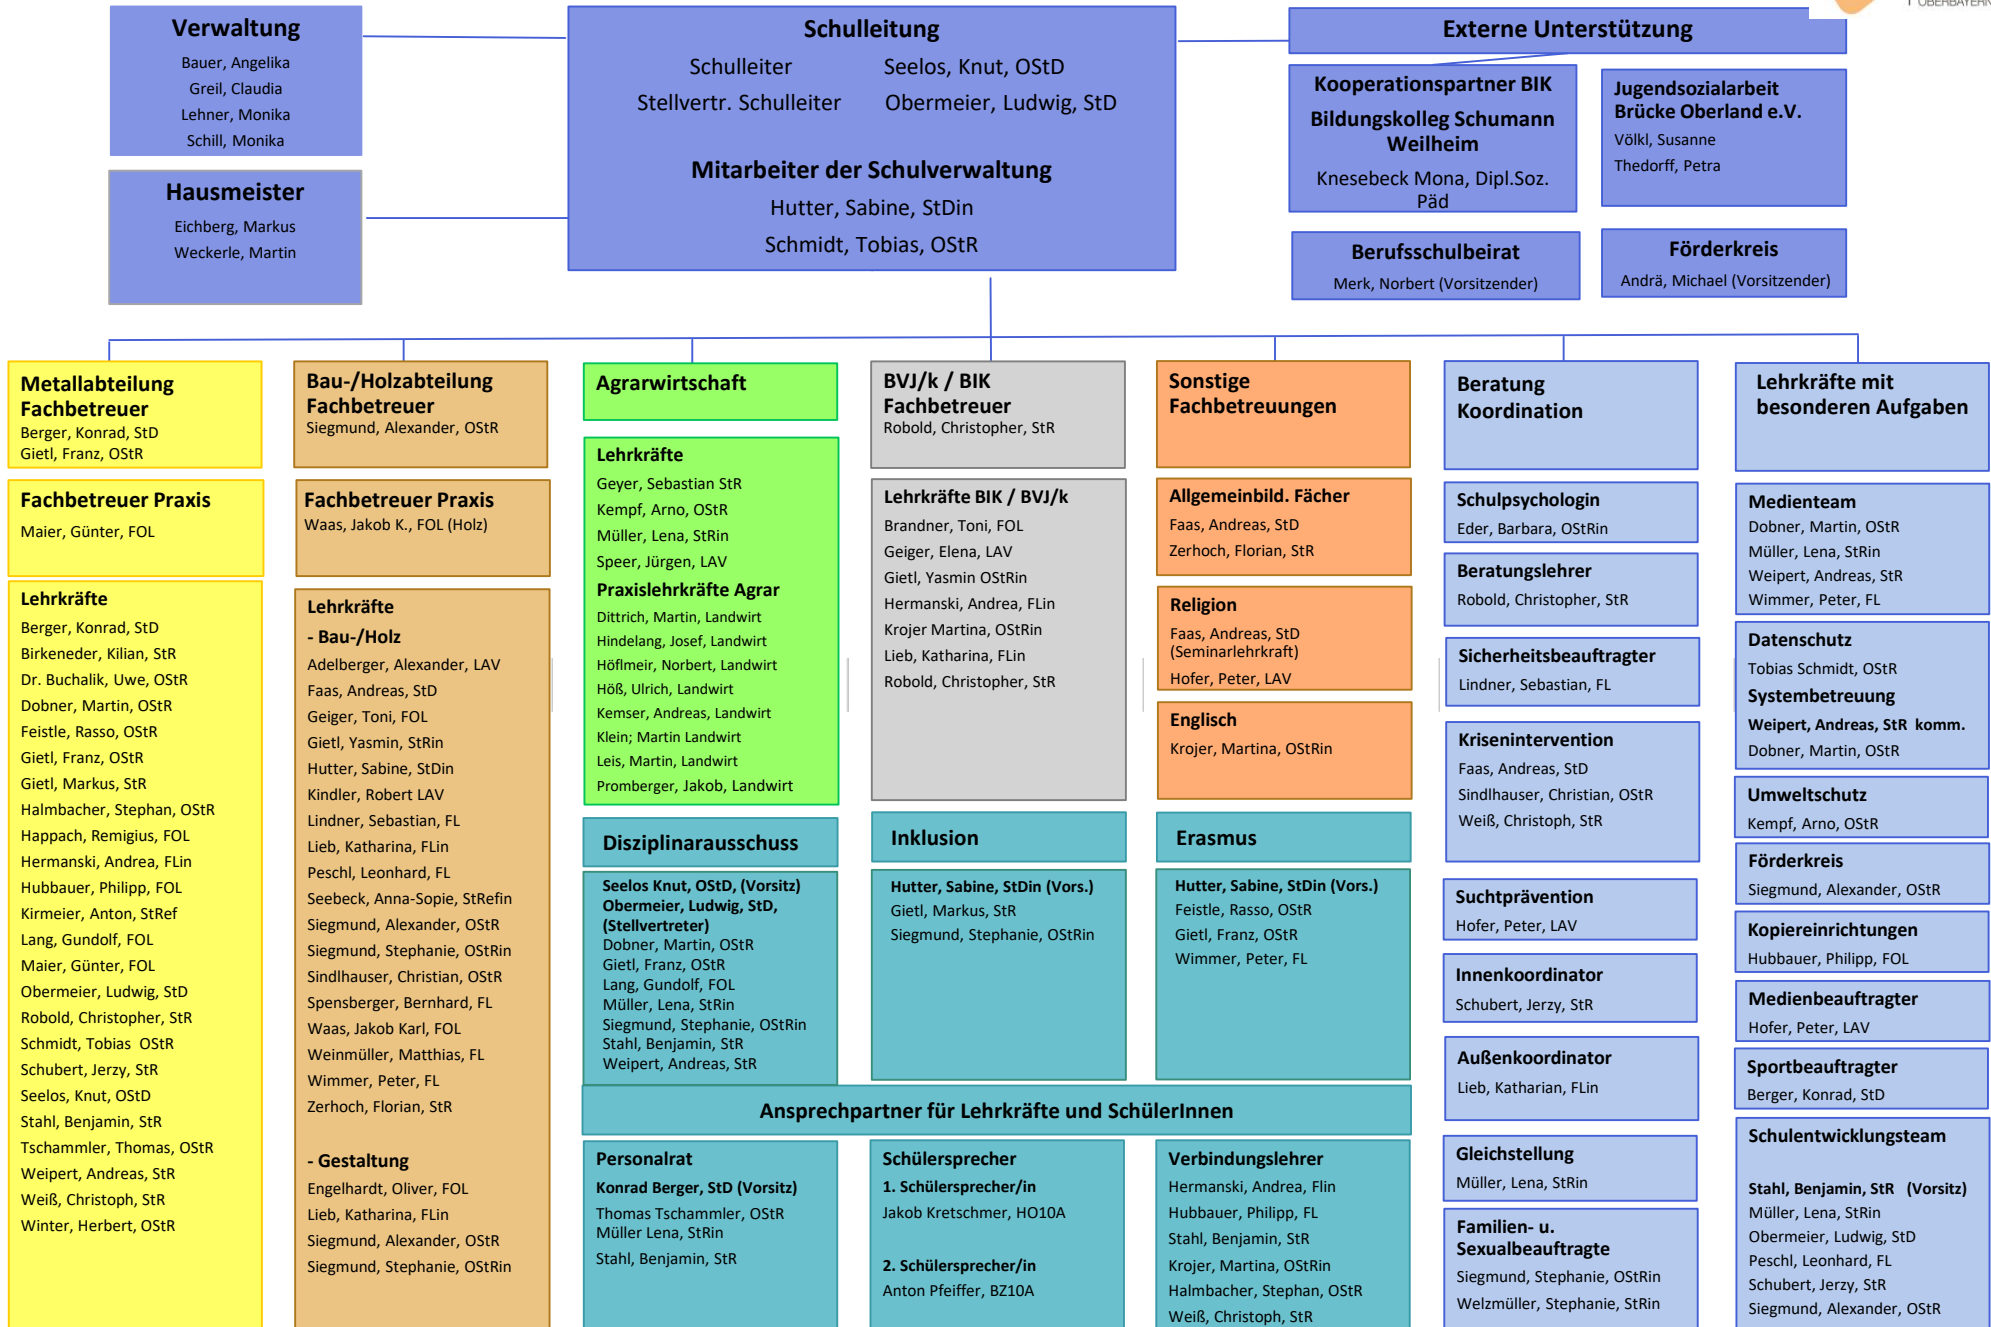 OBERBAYERN
Verwaltung
Bauer, Angelika
Greil, Claudia
Lehner, Monika
Schill, Monika
Hausmeister
Eichberg, Markus
Weckerle, Martin
Schulleitung
Schulleiter Seelos, Knut, OStD
Stellvertr. Schulleiter Obermeier, Ludwig, StD
Mitarbeiter der Schulverwaltung
Hutter, Sabine, StDin
Schmidt, Tobias, OStR
Externe Unterstützung
Kooperationspartner BIK
Bildungskolleg Schumann
Weilheim
Knesebeck Mona, Dipl.Soz.
Päd
Jugendsozialarbeit
Brücke Oberland e.V.
Völkl, Susanne
Thedorff, Petra
Berufsschulbeirat
Merk, Norbert (Vorsitzender)
Förderkreis
Andrä, Michael (Vorsitzender)
Metallabteilung
Fachbetreuer
Berger, Konrad, StD
Gietl, Franz, OStR
Fachbetreuer Praxis
Maier, Günter, FOL
Lehrkräfte
Berger, Konrad, StD
Birkeneder, Kilian, StR
Dr. Buchalik, Uwe, OStR
Dobner, Martin, OStR
Feistle, Rasso, OStR
Gietl, Franz, OStR
Gietl, Markus, StR
Halmbacher, Stephan, OStR
Happach, Remigius, FOL
Hermanski, Andrea, FLin
Hubbauer, Philipp, FOL
Kirmeier, Anton, StRef
Lang, Gundolf, FOL
Maier, Günter, FOL
Obermeier, Ludwig, StD
Robold, Christopher, StR
Schmidt, Tobias OStR
Schubert, Jerzy, StR
Seelos, Knut, OStD
Stahl, Benjamin, StR
Tschammler, Thomas, OStR
Weipert, Andreas, StR
Weiß, Christoph, StR
Winter, Herbert, OStR
Bau-/Holzabteilung
Fachbetreuer
Siegmund, Alexander, OStR
Fachbetreuer Praxis
Waas, Jakob K., FOL (Holz)
Lehrkräfte
- Bau-/Holz
Adelberger, Alexander, LAV
Faas, Andreas, StD
Geiger, Toni, FOL
Gietl, Yasmin, StRin
Hutter, Sabine, StDin
Kindler, Robert LAV
Lindner, Sebastian, FL
Lieb, Katharina, FLin
Peschl, Leonhard, FL
Seebeck, Anna-Sopie, StRefin
Siegmund, Alexander, OStR
Siegmund, Stephanie, OStRin
Sindlhauser, Christian, OStR
Spensberger, Bernhard, FL
Waas, Jakob Karl, FOL
Weinmüller, Matthias, FL
Wimmer, Peter, FL
Zerhoch, Florian, StR
- Gestaltung
Engelhardt, Oliver, FOL
Lieb, Katharina, FLin
Siegmund, Alexander, OStR
Siegmund, Stephanie, OStRin
Agrarwirtschaft
Lehrkräfte
Geyer, Sebastian StR
Kempf, Arno, OStR
Müller, Lena, StRin
Speer, Jürgen, LAV
Praxislehrkräfte Agrar
Dittrich, Martin, Landwirt
Hindelang, Josef, Landwirt
Höflmeir, Norbert, Landwirt
Höß, Ulrich, Landwirt
Kemser, Andreas, Landwirt
Klein; Martin Landwirt
Leis, Martin, Landwirt
Promberger, Jakob, Landwirt
BVJ/k / BIK
Fachbetreuer
Robold, Christopher, StR
Lehrkräfte BIK / BVJ/k
Brandner, Toni, FOL
Geiger, Elena, LAV
Gietl, Yasmin OStRin
Hermanski, Andrea, FLin
Krojer Martina, OStRin
Lieb, Katharina, FLin
Robold, Christopher, StR
Sonstige
Fachbetreuungen
Allgemeinbild. Fächer
Faas, Andreas, StD
Zerhoch, Florian, StR
Religion
Faas, Andreas, StD
(Seminarlehrkraft)
Hofer, Peter, LAV
Englisch
Krojer, Martina, OStRin
Disziplinarausschuss
Seelos Knut, OStD, (Vorsitz)
Obermeier, Ludwig, StD,
(Stellvertreter)
Dobner, Martin, OStR
Gietl, Franz, OStR
Lang, Gundolf, FOL
Müller, Lena, StRin
Siegmund, Stephanie, OStRin
Stahl, Benjamin, StR
Weipert, Andreas, StR
Inklusion
Hutter, Sabine, StDin (Vors.)
Gietl, Markus, StR
Siegmund, Stephanie, OStRin
Erasmus
Hutter, Sabine, StDin (Vors.)
Feistle, Rasso, OStR
Gietl, Franz, OStR
Wimmer, Peter, FL
Ansprechpartner für Lehrkräfte und SchülerInnen
Personalrat
Konrad Berger, StD (Vorsitz)
Thomas Tschammler, OStR
Müller Lena, StRin
Stahl, Benjamin, StR
Schülersprecher
1. Schülersprecher/in
Jakob Kretschmer, HO10A
2. Schülersprecher/in
Anton Pfeiffer, BZ10A
Verbindungslehrer
Hermanski, Andrea, Flin
Hubbauer, Philipp, FL
Stahl, Benjamin, StR
Krojer, Martina, OStRin
Halmbacher, Stephan, OStR
Weiß, Christoph, StR
Beratung
Koordination
Schulpsychologin
Eder, Barbara, OStRin
Beratungslehrer
Robold, Christopher, StR
Sicherheitsbeauftragter
Lindner, Sebastian, FL
Krisenintervention
Faas, Andreas, StD
Sindlhauser, Christian, OStR
Weiß, Christoph, StR
Suchtprävention
Hofer, Peter, LAV
Innenkoordinator
Schubert, Jerzy, StR
Außenkoordinator
Lieb, Katharian, FLin
Gleichstellung
Müller, Lena, StRin
Familien- u.
Sexualbeauftragte
Siegmund, Stephanie, OStRin
Welzmüller, Stephanie, StRin
Lehrkräfte mit
besonderen Aufgaben
Medienteam
Dobner, Martin, OStR
Müller, Lena, StRin
Weipert, Andreas, StR
Wimmer, Peter, FL
Datenschutz
Tobias Schmidt, OStR
Systembetreuung
Weipert, Andreas, StR komm.
Dobner, Martin, OStR
Umweltschutz
Kempf, Arno, OStR
Förderkreis
Siegmund, Alexander, OStR
Kopiereinrichtungen
Hubbauer, Philipp, FOL
Medienbeauftragter
Hofer, Peter, LAV
Sportbeauftragter
Berger, Konrad, StD
Schulentwicklungsteam
Stahl, Benjamin, StR (Vorsitz)
Müller, Lena, StRin
Obermeier, Ludwig, StD
Peschl, Leonhard, FL
Schubert, Jerzy, StR
Siegmund, Alexander, OStR